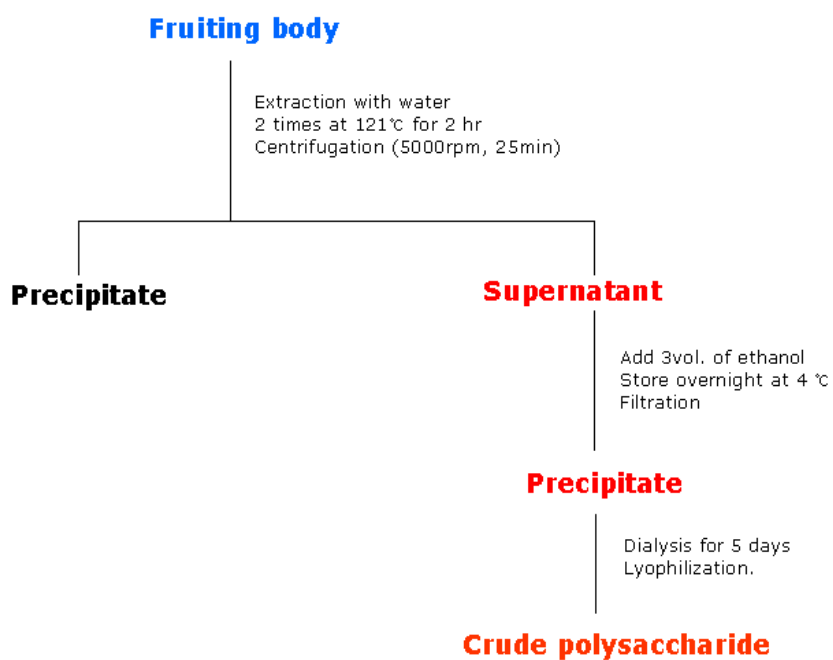 Fruiting body
Extraction with water
2 times at 121℃ for 2 hr
Centrifugation (5000rpm, 25min)
Precipitate
Supernatant
Add 3vol. of ethanol
Store overnight at 4 ℃
Filtration
Precipitate
Dialysis for 5 days
Lyophilization.
Crude polysaccharide